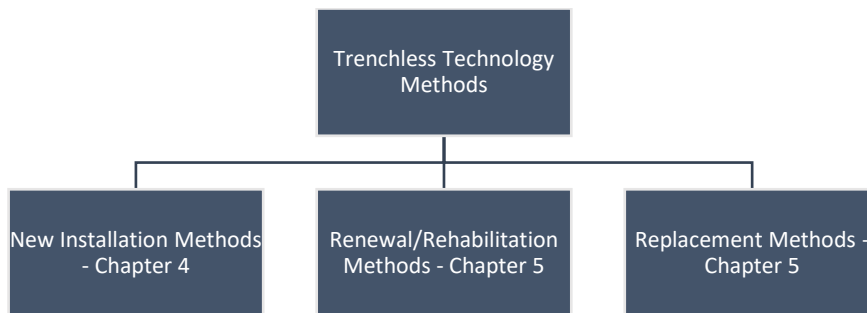 Trenchless Technology
Methods
New Installation Methods
- Chapter 4
Renewal/Rehabilitation
Methods - Chapter 5
Replacement Methods -
Chapter 5